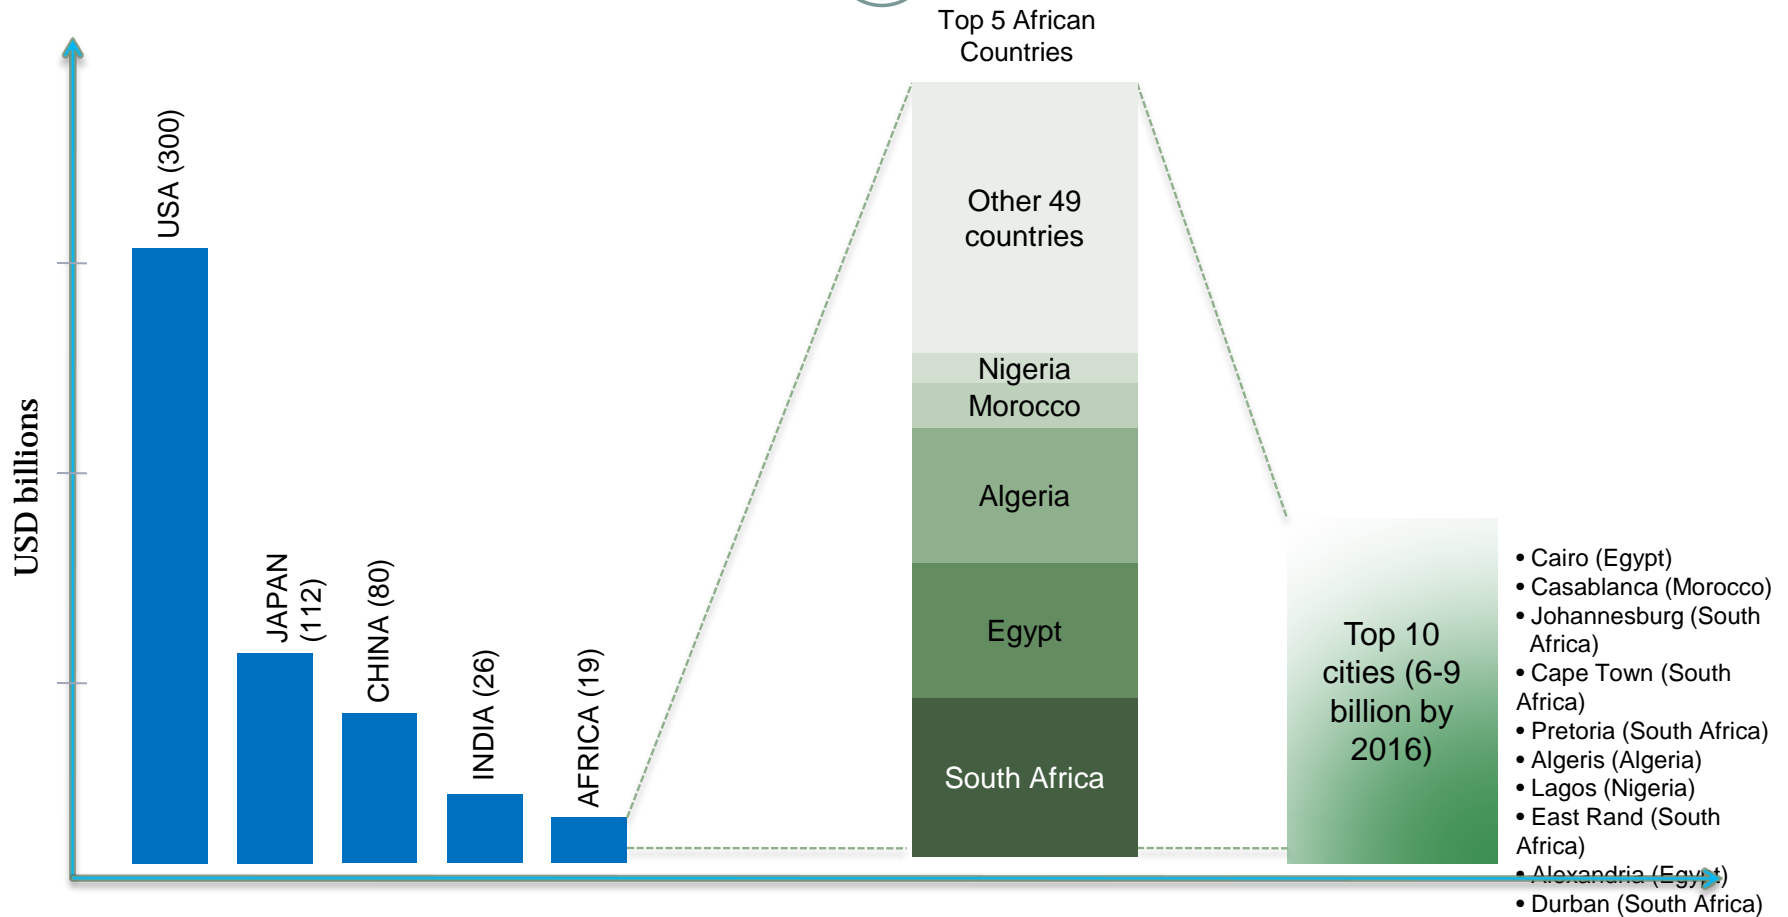 Top 5 African
Countries
USD billions
USA (300)
JAPAN
(112)
CHINA (80)
INDIA (26)
AFRICA (19)
Other 49
countries
Nigeria
Morocco
Algeria
Egypt
South Africa
Top 10
cities (6-9
billion by
2016)
• Cairo (Egypt)
• Casablanca (Morocco)
• Johannesburg (South
Africa)
• Cape Town (South
Africa)
• Pretoria (South Africa)
• Algeris (Algeria)
• Lagos (Nigeria)
• East Rand (South
Africa)
• Alexandria (Egypt)
• Durban (South Africa)